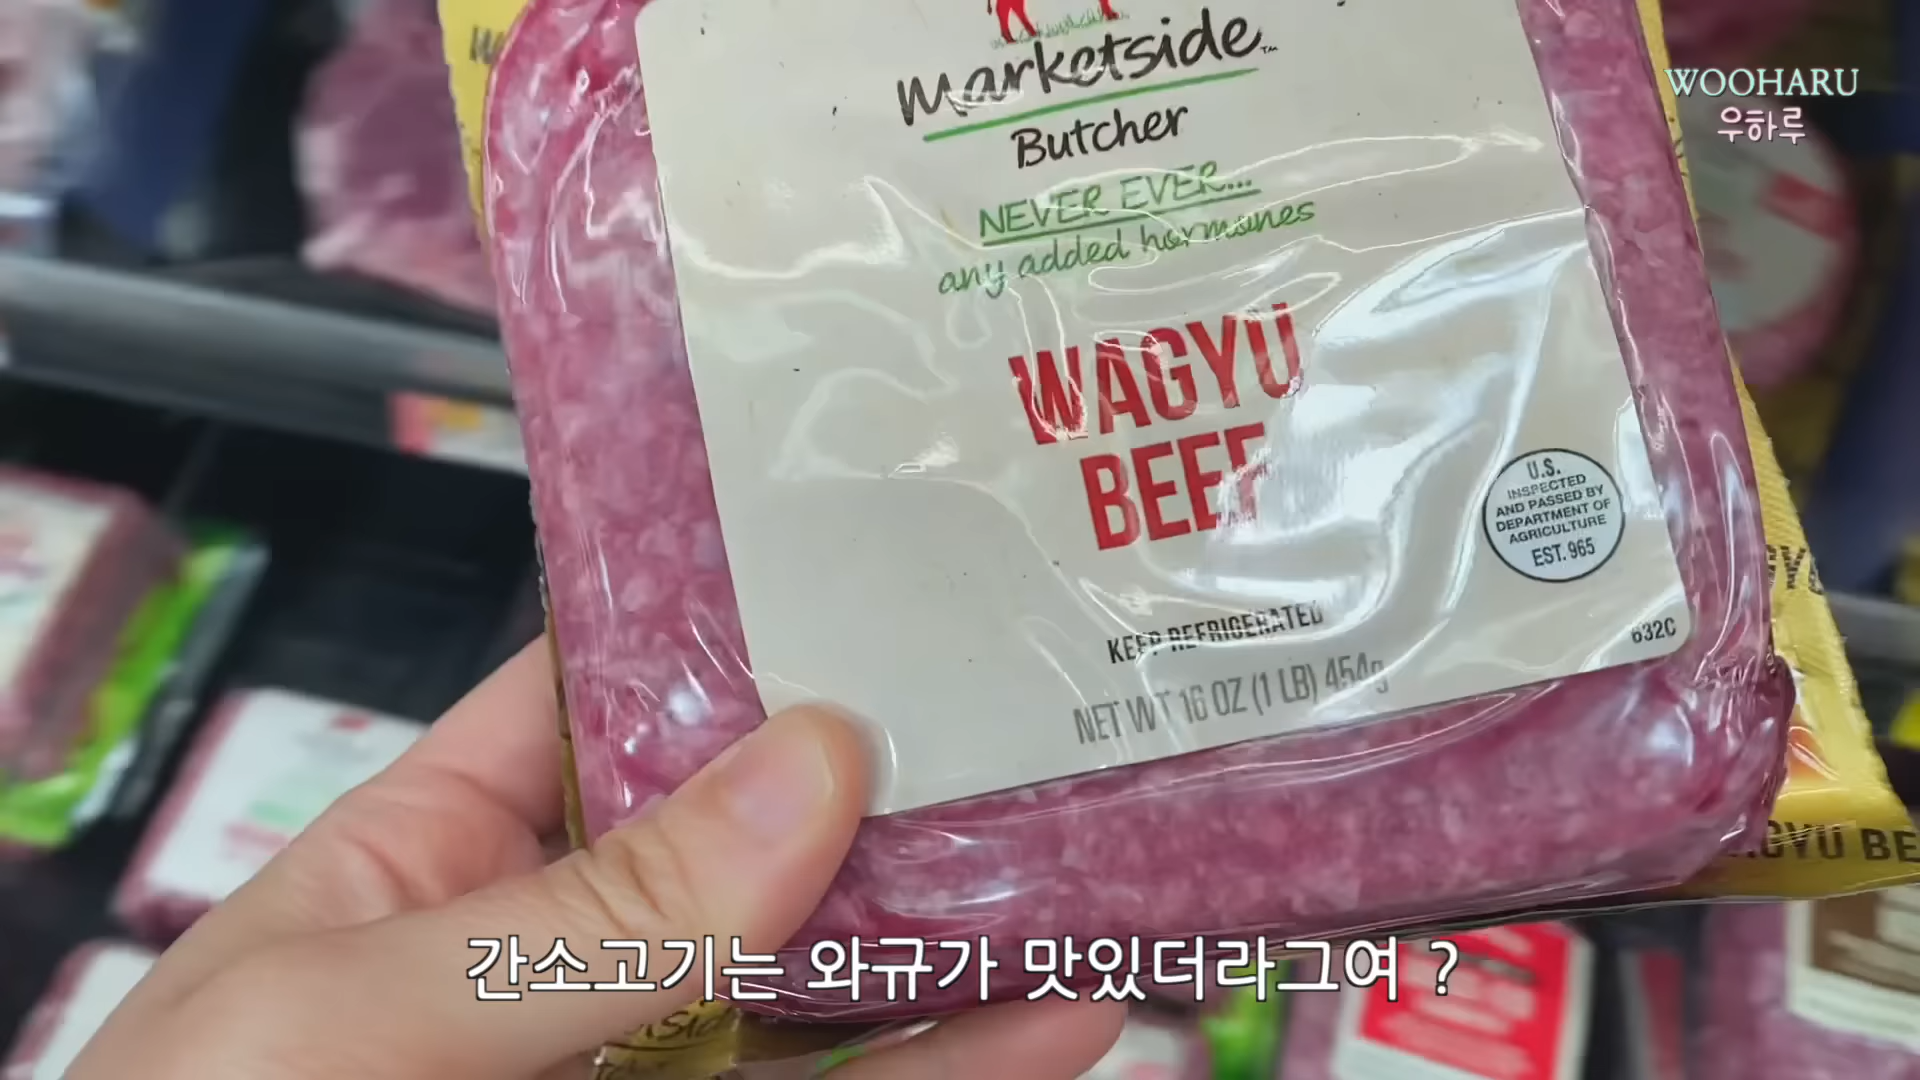 marketside™
Butcher
NEVER EVER...
any added hormones
WAGYU
BEEF
U.S.
INSPECTED
AND PASSED BY
DEPARTMENT OF
AGRICULTURE
EST. 965
KEEP REFRIGERATED
632C
NET WT 16 OZ (1 LB) 454g
WOOHARU
우하루
간소고기는 와규가 맛있더라그여 ?